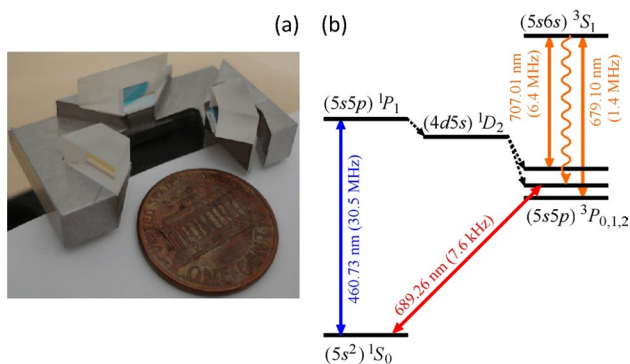 (a)
ONE CENT
(b)
(5s6s) ³S₁
707.01 nm
(6.4 MHz)
679.10 nm
(1.4 MHz)
(5s5p) ¹P₁
(4d5s) ¹D₂
(5s5p) ³P₀,₁,₂
460.73 nm (30.5 MHz)
689.26 nm (7.6 kHz)
(5s²) ¹S₀